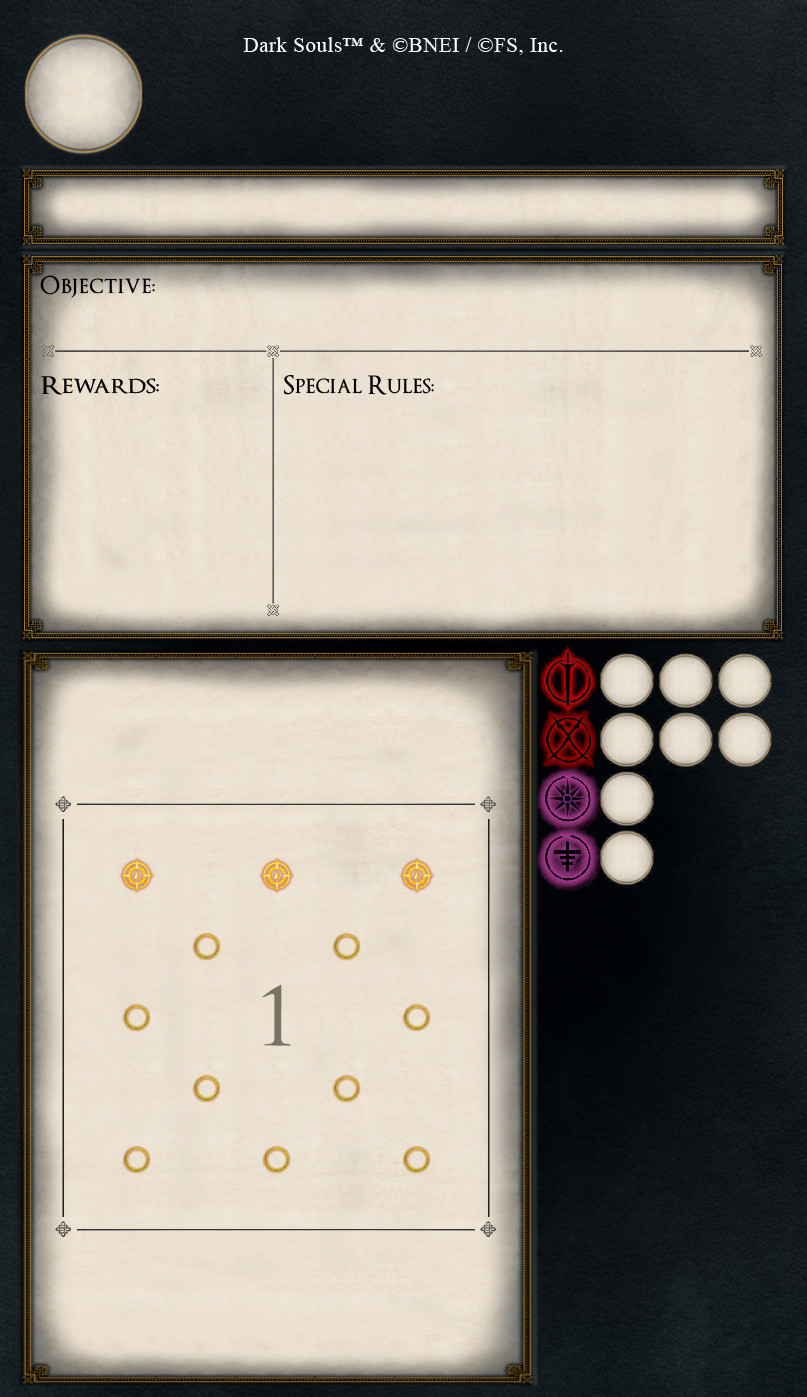 Dark Souls™ & ©BNEI / ©FS, Inc.
Objective:
Rewards:
Special Rules:
1